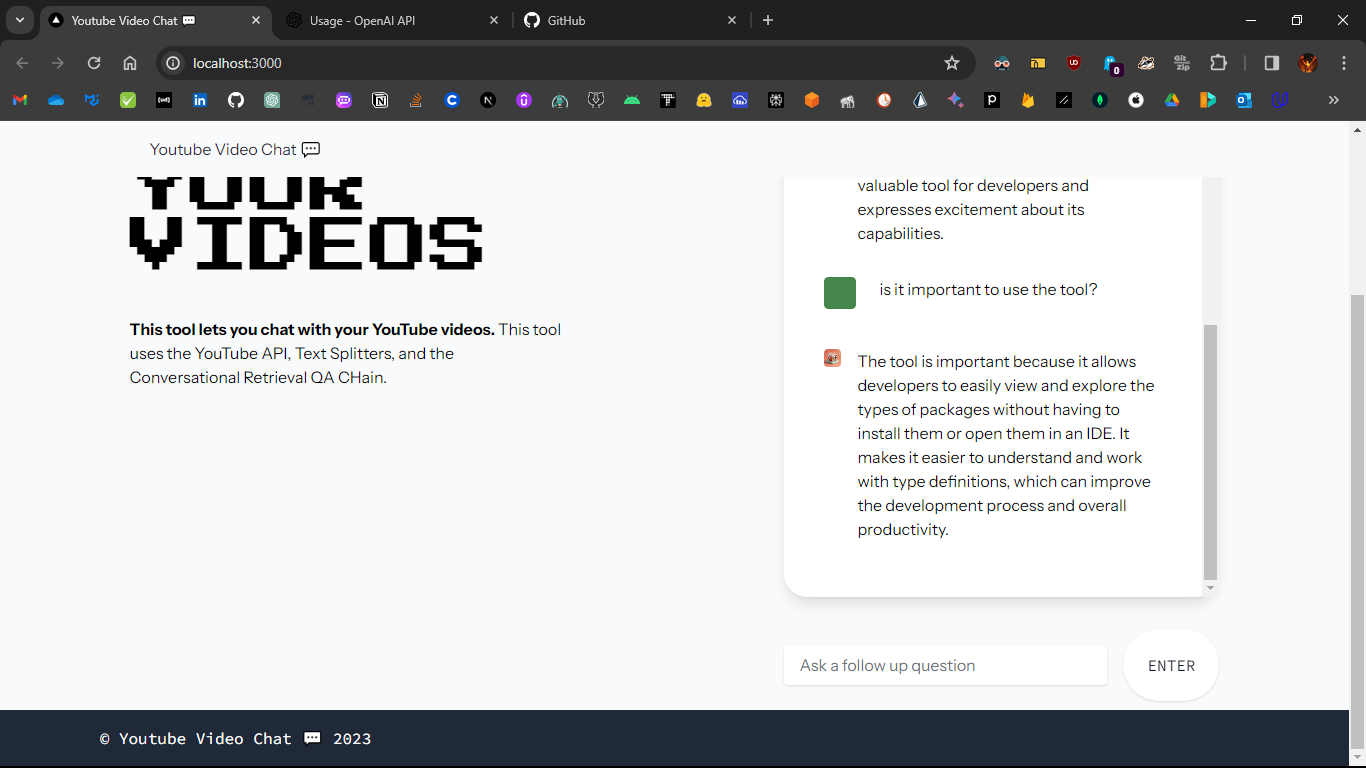 Youtube Video Chat 💬
Usage - OpenAI API
GitHub
localhost:3000
Youtube Video Chat 💬
YOUR
VIDEOS
This tool lets you chat with your YouTube videos. This tool
uses the YouTube API, Text Splitters, and the
Conversational Retrieval QA CHain.
valuable tool for developers and
expresses excitement about its
capabilities.
is it important to use the tool?
The tool is important because it allows
developers to easily view and explore the
types of packages without having to
install them or open them in an IDE. It
makes it easier to understand and work
with type definitions, which can improve
the development process and overall
productivity.
Ask a follow up question
ENTER
© Youtube Video Chat 💬 2023